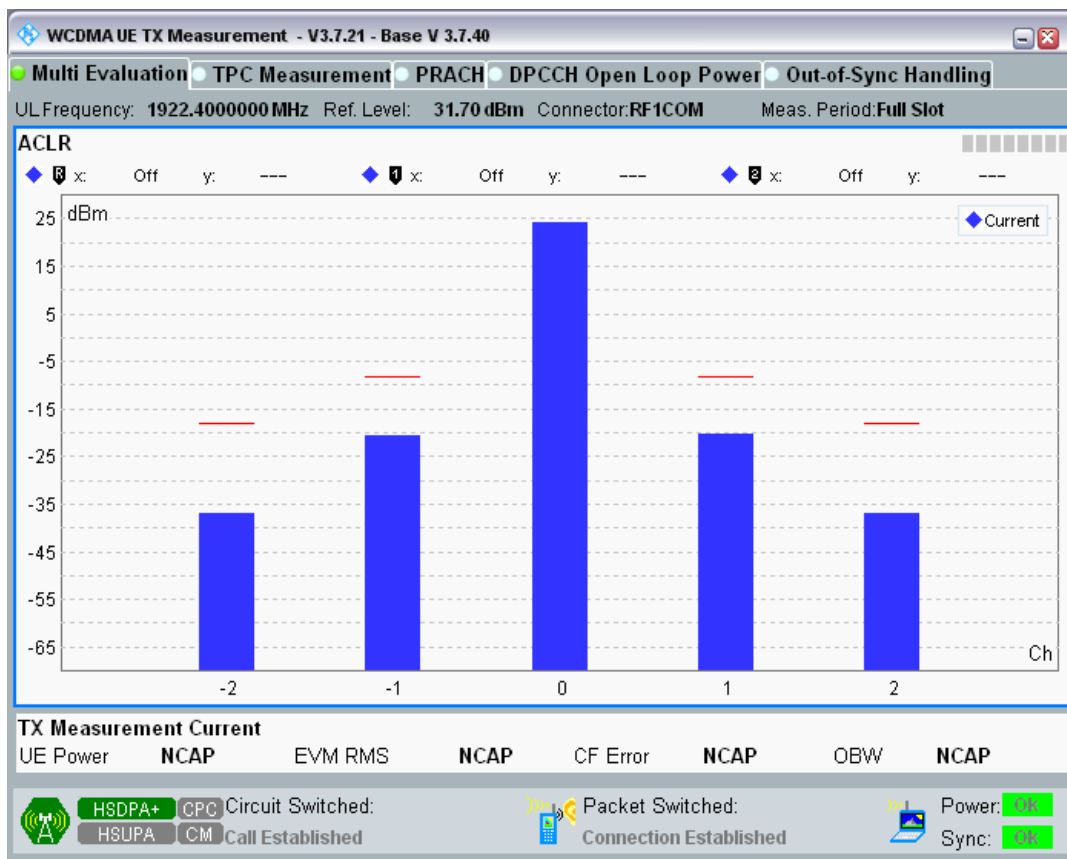 WCDMA UE TX Measurement - V3.7.21 - Base V 3.7.40
Multi Evaluation TPC Measurement PRACH DPCCH Open Loop Power Out-of-Sync Handling
UL Frequency: 1922.4000000 MHz Ref. Level: 31.70 dBm Connector:RF1COM Meas. Period:Full Slot
ACLR
R x: Off y: --- 1 x: Off y: --- 2 x: Off y: ---
dBm
Current
25
15
5
-5
-15
-25
-35
-45
-55
-65
Ch
-2 -1 0 1 2
TX Measurement Current
UE Power NCAP EVM RMS NCAP CF Error NCAP OBW NCAP
HSDPA+ CPC Circuit Switched: Packet Switched: Power: OK
HSUPA CM Call Established Connection Established Sync: OK